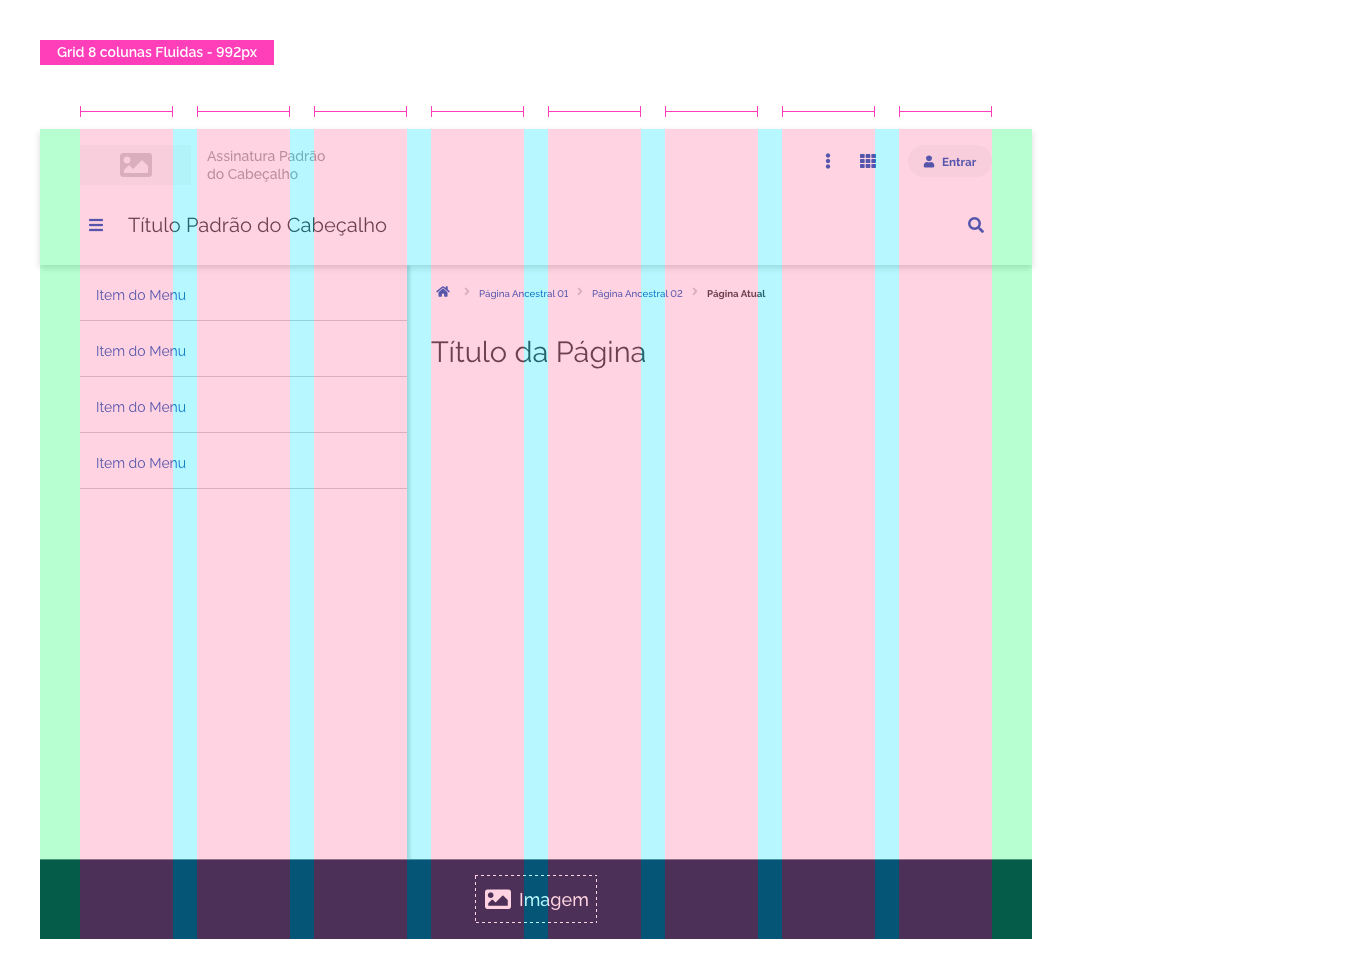 Grid 8 colunas Fluidas - 992px
Assinatura Padrão
do Cabeçalho
Entrar
Título Padrão do Cabeçalho
Item do Menu
Item do Menu
Item do Menu
Item do Menu
Página Ancestral 01
Página Ancestral 02
Página Atual
Título da Página
Imagem